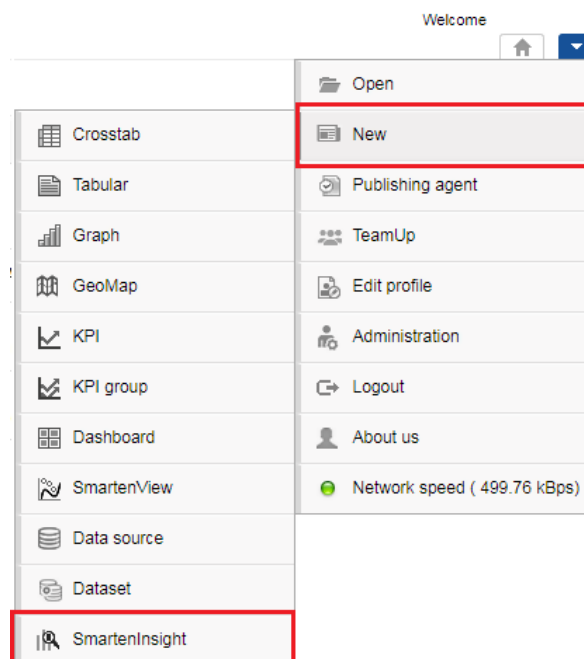 Welcome
Open
New
Publishing agent
TeamUp
Edit profile
Administration
Logout
About us
Network speed ( 499.76 kBps)
Crosstab
Tabular
Graph
GeoMap
KPI
KPI group
Dashboard
SmartenView
Data source
Dataset
SmartenInsight